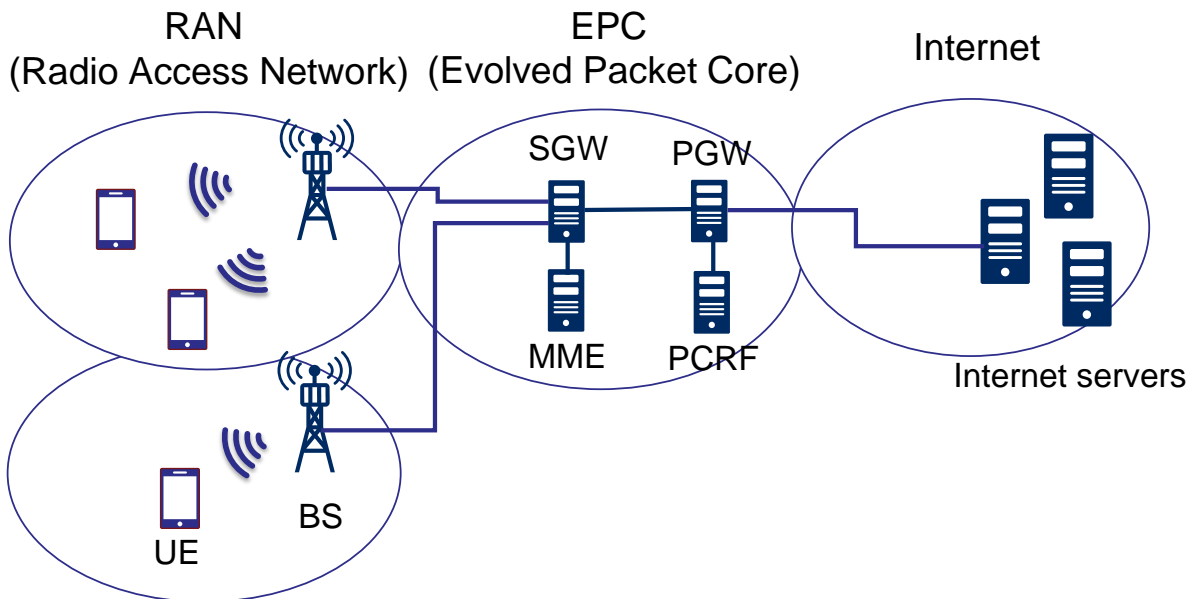 RAN
(Radio Access Network)
EPC
(Evolved Packet Core)
Internet
SGW
PGW
MME
PCRF
Internet servers
BS
UE